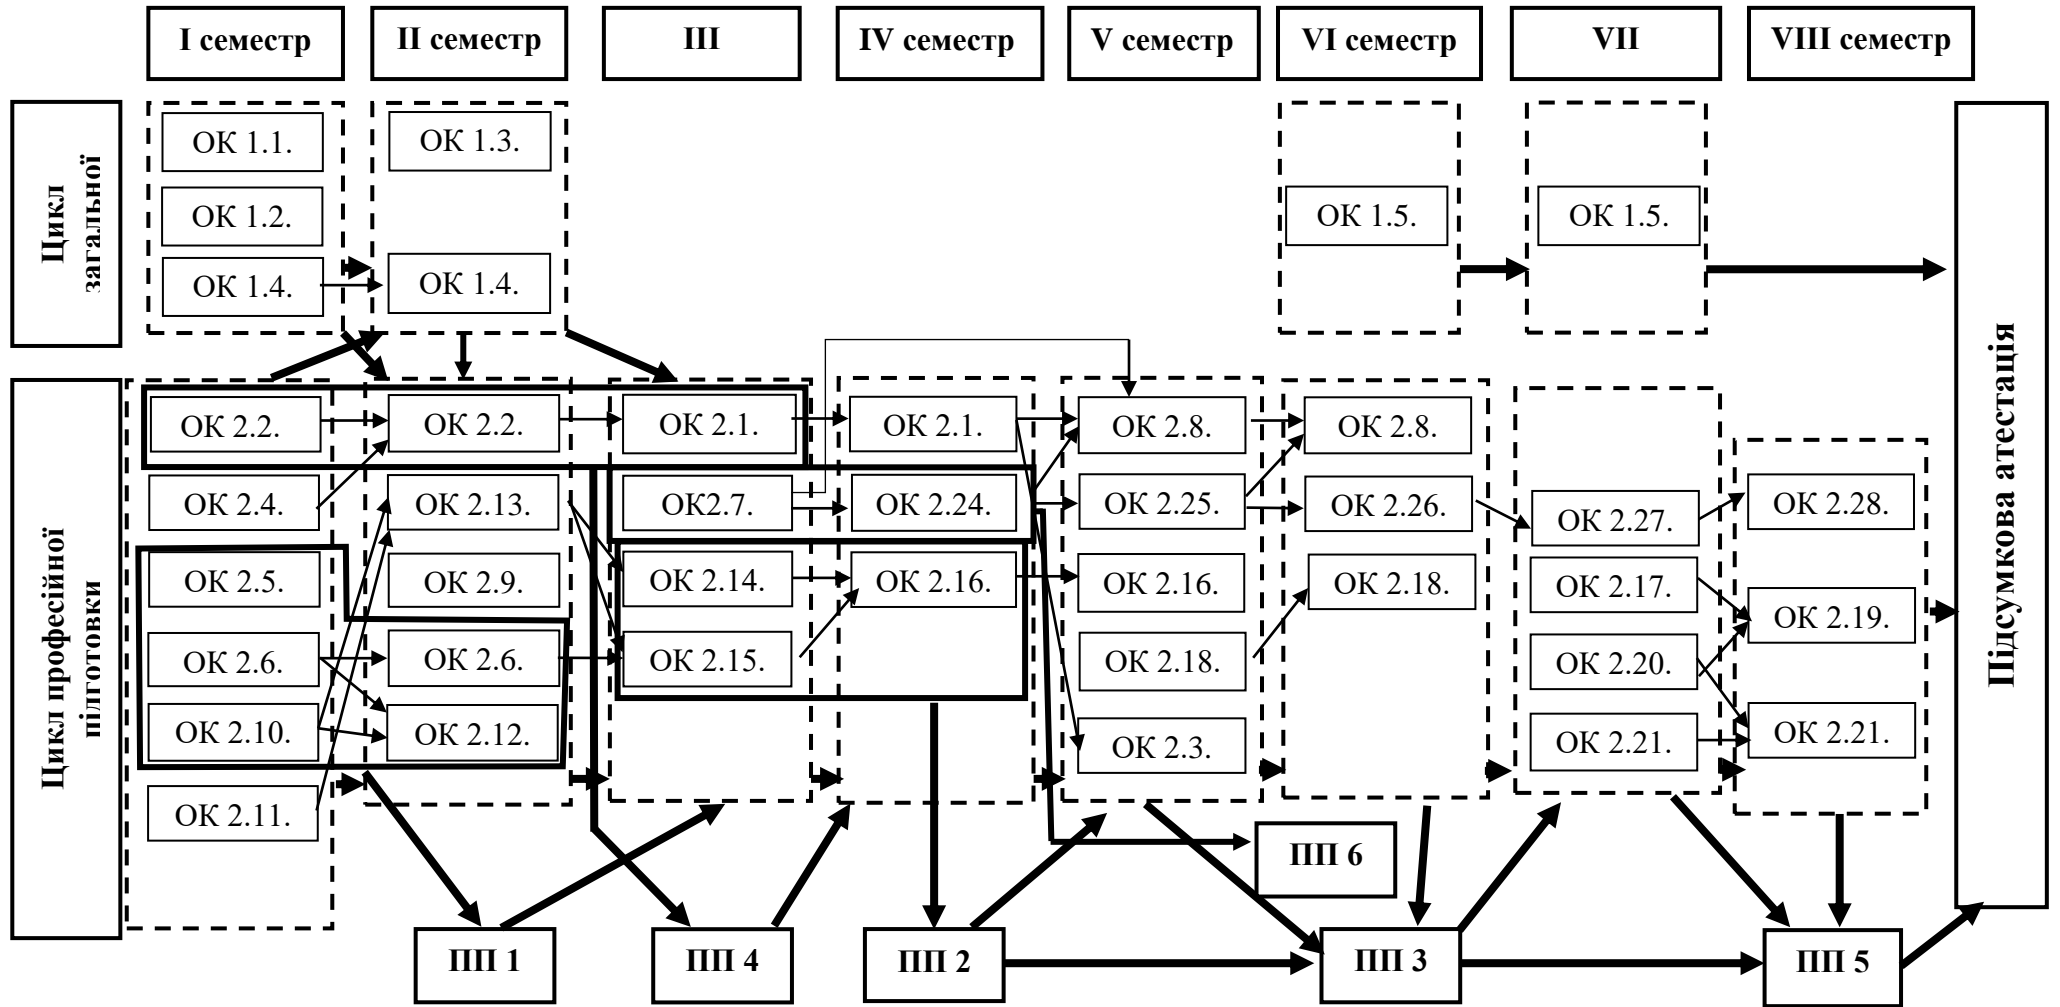 I семестр
II семестр
III
IV семестр
V семестр
VI семестр
VII
VIII семестр
Цикл
загальної
ОК 1.1.
ОК 1.3.
ОК 1.2.
ОК 1.5.
ОК 1.5.
ОК 1.4.
ОК 1.4.
Підсумкова атестація
Цикл професійної
пілготовки
ОК 2.2.
ОК 2.2.
ОК 2.1.
ОК 2.1.
ОК 2.8.
ОК 2.8.
ОК 2.4.
ОК 2.13.
ОК2.7.
ОК 2.24.
ОК 2.25.
ОК 2.26.
ОК 2.27.
ОК 2.28.
ОК 2.5.
ОК 2.9.
ОК 2.14.
ОК 2.16.
ОК 2.16.
ОК 2.18.
ОК 2.17.
ОК 2.19.
ОК 2.6.
ОК 2.6.
ОК 2.15.
ОК 2.18.
ОК 2.20.
ОК 2.10.
ОК 2.12.
ОК 2.3.
ОК 2.21.
ОК 2.21.
ОК 2.11.
ПП 6
ПП 1
ПП 4
ПП 2
ПП 3
ПП 5